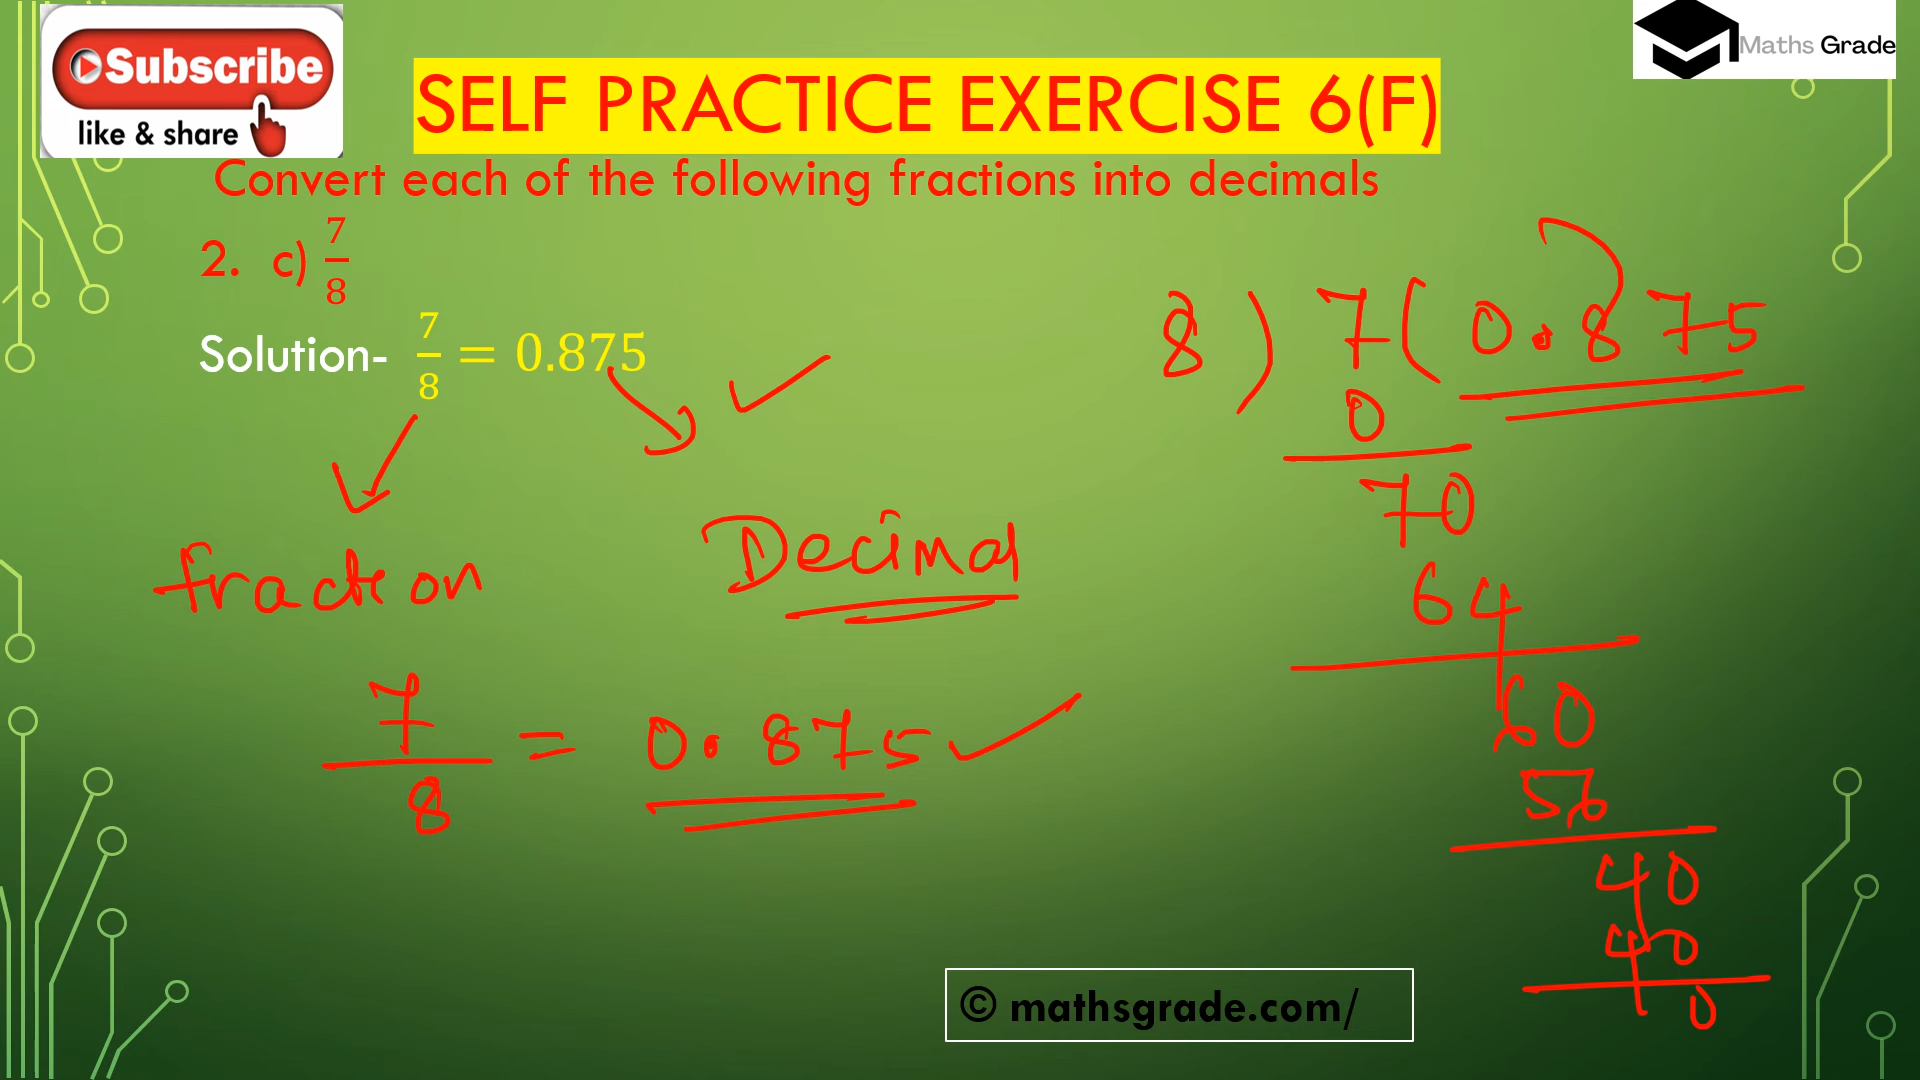 Subscribe
like & share
Maths Grade
SELF PRACTICE EXERCISE 6(F)
Convert each of the following fractions into decimals
2. c) 7/8
Solution- 7/8 = 0.875
fraction
Decimal
7/8 = 0.875
8 ) 7 ( 0.875
0
70
64
60
56
40
40
0
© mathsgrade.com/